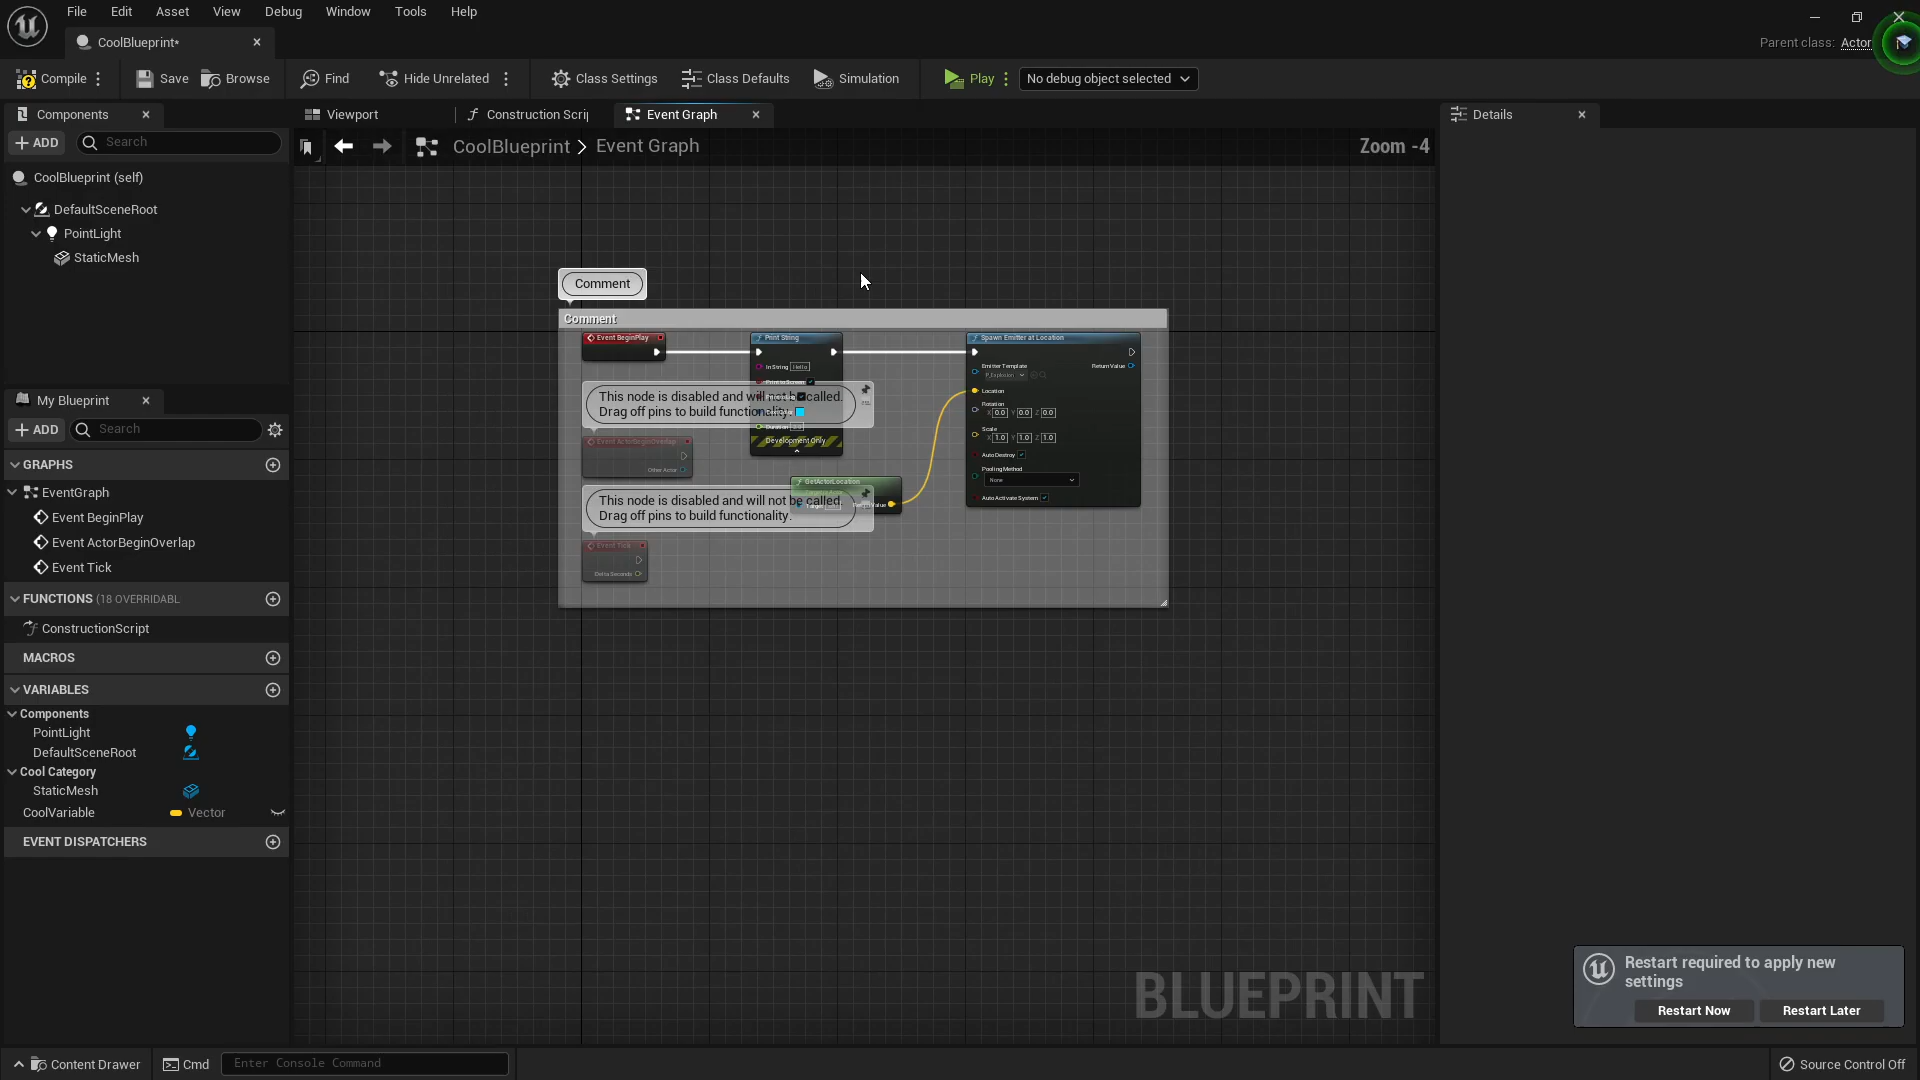 File Edit Asset View Debug Window Tools Help
CoolBlueprint*
Parent class: Actor
Compile
Save
Browse
Find
Hide Unrelated
Class Settings
Class Defaults
Simulation
Play
No debug object selected
Components
Viewport
Construction Scrip
Event Graph
Details
ADD
Search
CoolBlueprint > Event Graph
Zoom -4
CoolBlueprint (self)
DefaultSceneRoot
PointLight
StaticMesh
Comment
Comment
Event BeginPlay
Print String
In String Hello
Development Only
Spawn Emitter at Location
Emitter Template
P_Explosion
Return Value
Location
Rotation
X 0.0 Y 0.0 Z 0.0
Scale
X 1.0 Y 1.0 Z 1.0
Auto Destroy
Pooling Method
None
Auto Activate System
This node is disabled and will not be called.
Drag off pins to build functionality.
Event ActorBeginOverlap
Other Actor
GetActorLocation
This node is disabled and will not be called.
Drag off pins to build functionality.
Event Tick
Delta Seconds
My Blueprint
ADD
Search
GRAPHS
EventGraph
Event BeginPlay
Event ActorBeginOverlap
Event Tick
FUNCTIONS (18 OVERRIDABL
ConstructionScript
MACROS
VARIABLES
Components
PointLight
DefaultSceneRoot
Cool Category
StaticMesh
CoolVariable
Vector
EVENT DISPATCHERS
BLUEPRINT
Restart required to apply new
settings
Restart Now
Restart Later
Content Drawer
Cmd
Enter Console Command
Source Control Off